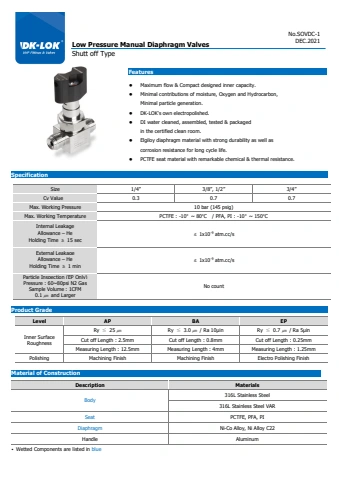 DK-LOK
UHP Fittings & Valves
No.SOVDC-1
DEC.2021
Low Pressure Manual Diaphragm Valves
Shutt off Type
Features
● Maximum flow & Compact designed inner capacity.
● Minimal contributions of moisture, Oxygen and Hydrocarbon,
Minimal particle generation.
● DK-LOK's own electropolished.
● DI water cleaned, assembled, tested & packaged
in the certified clean room.
● Elgiloy diaphragm material with strong durability as well as
corrosion resistance for long cycle life.
● PCTFE seat material with remarkable chemical & thermal resistance.
Specification
Size 1/4" 3/8", 1/2" 3/4"
Cv Value 0.3 0.7 0.7
Max. Working Pressure 10 bar (145 psig)
Max. Working Temperature PCTFE : -10° ~ 80°C / PFA, PI : -10° ~ 150°C
Internal Leakage
Allowance – He
Holding Time ≥ 15 sec
≤ 1x10⁻⁹ atm.cc/s
External Leakage
Allowance – He
Holding Time ≥ 1 min
≤ 1x10⁻⁹ atm.cc/s
Particle Inspection (EP Only)
Pressure : 60~80psi N2 Gas
Sample Volume : 1CFM
0.1 ㎛ and Larger
No count
Product Grade
Level AP BA EP
Inner Surface
Roughness
Ry ≤ 25 ㎛ Ry ≤ 3.0 ㎛ / Ra 10μin Ry ≤ 0.7 ㎛ / Ra 5μin
Cut off Length : 2.5mm Cut off Length : 0.8mm Cut off Length : 0.25mm
Measuring Length : 12.5mm Measuring Length : 4mm Measuring Length : 1.25mm
Polishing Machining Finish Machining Finish Electro Polishing Finish
Material of Construction
Description Materials
Body
316L Stainless Steel
316L Stainless Steel VAR
Seat PCTFE, PFA, PI
Diaphragm Ni-Co Alloy, Ni Alloy C22
Handle Aluminum
• Wetted Components are listed in blue